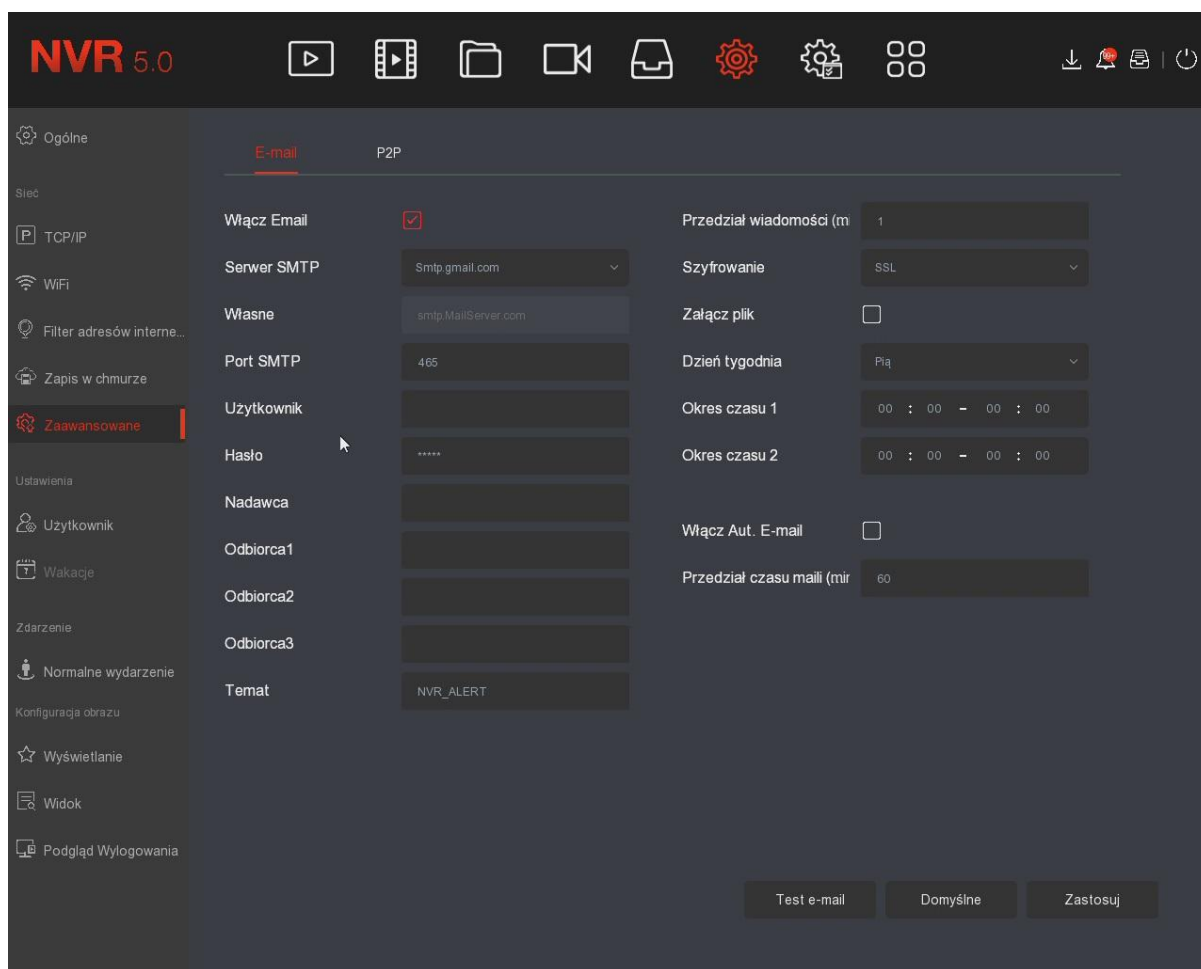 NVR 5.0
99+
Ogólne
Sieć
P TCP/IP
WiFi
Filter adresów interne...
Zapis w chmurze
Zaawansowane
Ustawienia
Użytkownik
Wakacje
Zdarzenie
Normalne wydarzenie
Konfiguracja obrazu
Wyświetlanie
Widok
Podgląd Wylogowania
E-mail P2P
Włącz Email
Serwer SMTP Smtp.gmail.com
Własne smtp.MailServer.com
Port SMTP 465
Użytkownik
Hasło *****
Nadawca
Odbiorca1
Odbiorca2
Odbiorca3
Temat NVR_ALERT
Przedział wiadomości (mi 1
Szyfrowanie SSL
Załącz plik
Dzień tygodnia Pią
Okres czasu 1 00 : 00 – 00 : 00
Okres czasu 2 00 : 00 – 00 : 00
Włącz Aut. E-mail
Przedział czasu maili (mir 60
Test e-mail Domyślne Zastosuj